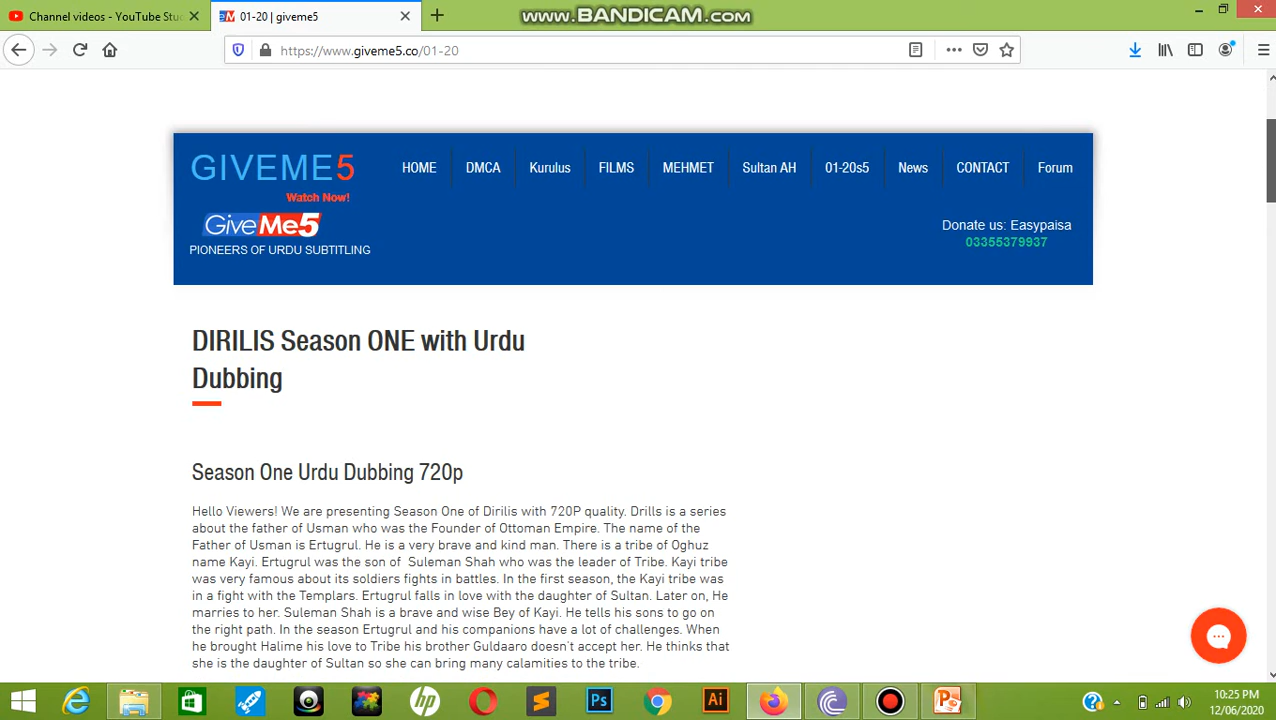 www.BANDICAM.com
Channel videos - YouTube Stu
01-20 | giveme5
https://www.giveme5.co/01-20
GIVEME5
Watch Now!
GiveMe5
PIONEERS OF URDU SUBTITLING
HOME
DMCA
Kurulus
FILMS
MEHMET
Sultan AH
01-20s5
News
CONTACT
Forum
Donate us: Easypaisa
03355379937
DIRILIS Season ONE with Urdu
Dubbing
Season One Urdu Dubbing 720p
Hello Viewers! We are presenting Season One of Dirilis with 720P quality. Drills is a series
about the father of Usman who was the Founder of Ottoman Empire. The name of the
Father of Usman is Ertugrul. He is a very brave and kind man. There is a tribe of Oghuz
name Kayi. Ertugrul was the son of  Suleman Shah who was the leader of Tribe. Kayi tribe
was very famous about its soldiers fights in battles. In the first season, the Kayi tribe was
in a fight with the Templars. Ertugrul falls in love with the daughter of Sultan. Later on, He
marries to her. Suleman Shah is a brave and wise Bey of Kayi. He tells his sons to go on
the right path. In the season Ertugrul and his companions have a lot of challenges. When
he brought Halime his love to Tribe his brother Guldaaro doesn't accept her. He thinks that
she is the daughter of Sultan so she can bring many calamities to the tribe.
hp
Ps
Ai
10:25 PM
12/06/2020